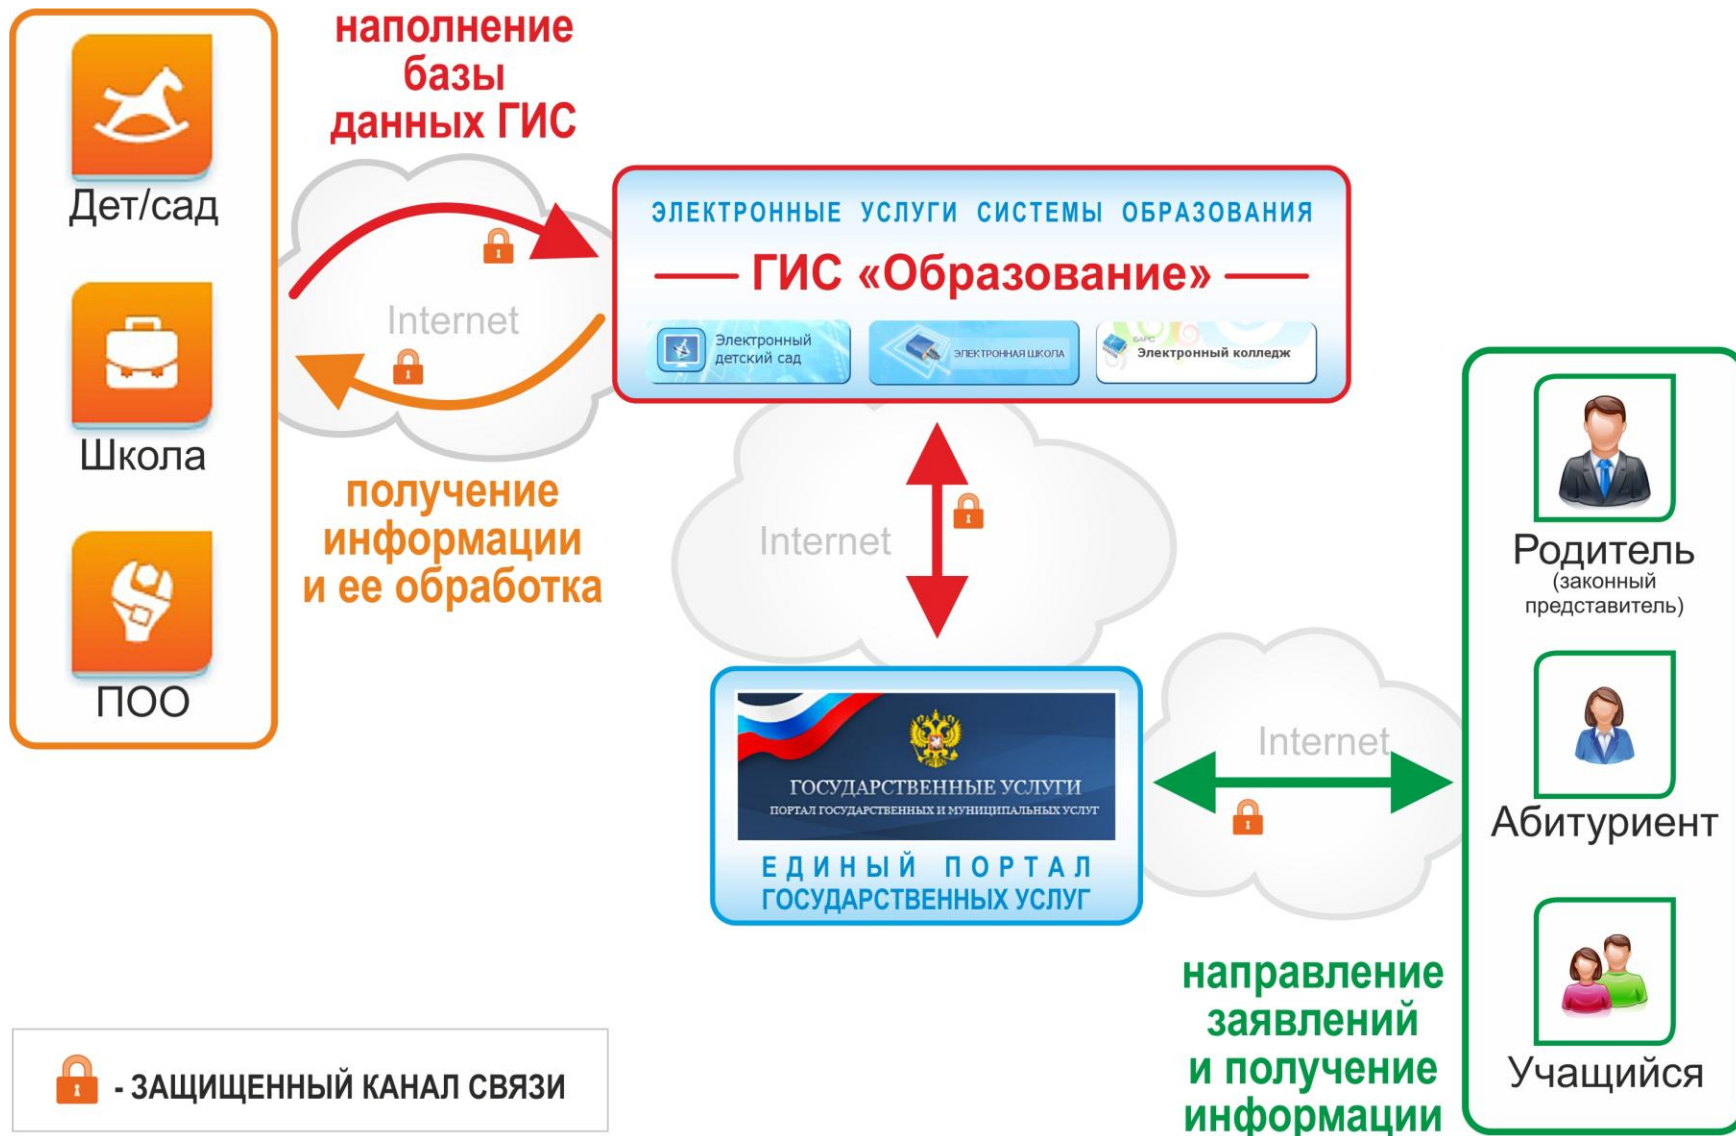 наполнение
базы
данных ГИС
Дет/сад
Школа
ПОО
Internet
получение
информации
и ее обработка
ЭЛЕКТРОННЫЕ УСЛУГИ СИСТЕМЫ ОБРАЗОВАНИЯ
ГИС «Образование»
Электронный
детский сад
ЭЛЕКТРОННАЯ ШКОЛА
БАРС
Электронный колледж
Internet
ГОСУДАРСТВЕННЫЕ УСЛУГИ
ПОРТАЛ ГОСУДАРСТВЕННЫХ И МУНИЦИПАЛЬНЫХ УСЛУГ
ЕДИНЫЙ ПОРТАЛ
ГОСУДАРСТВЕННЫХ УСЛУГ
Internet
Родитель
(законный
представитель)
Абитуриент
Учащийся
направление
заявлений
и получение
информации
- ЗАЩИЩЕННЫЙ КАНАЛ СВЯЗИ